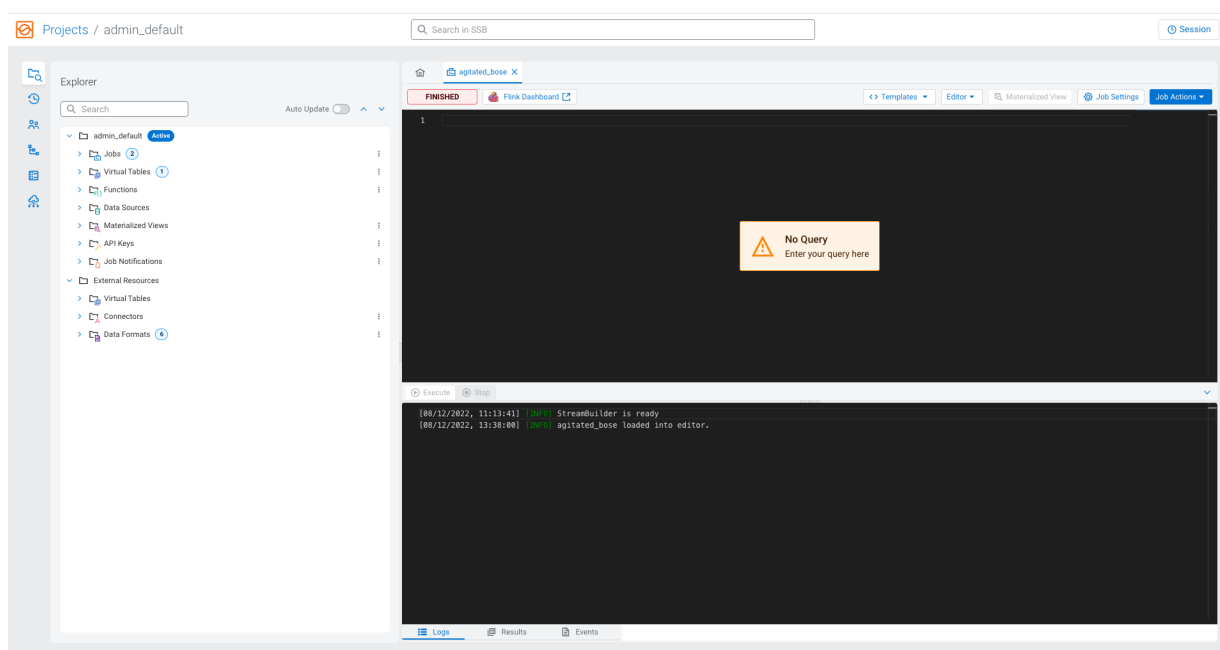 Projects / admin_default
Search in SSB
Session
Explorer
Search
Auto Update
admin_default Active
Jobs 2
Virtual Tables 1
Functions
Data Sources
Materialized Views
API Keys
Job Notifications
External Resources
Virtual Tables
Connectors
Data Formats 6
agitated_bose
FINISHED
Flink Dashboard
<> Templates
Editor
Materialized View
Job Settings
Job Actions
1
No Query
Enter your query here
Execute
Stop
[08/12/2022, 11:13:41] [INFO] StreamBuilder is ready
[08/12/2022, 13:38:00] [INFO] agitated_bose loaded into editor.
Logs
Results
Events